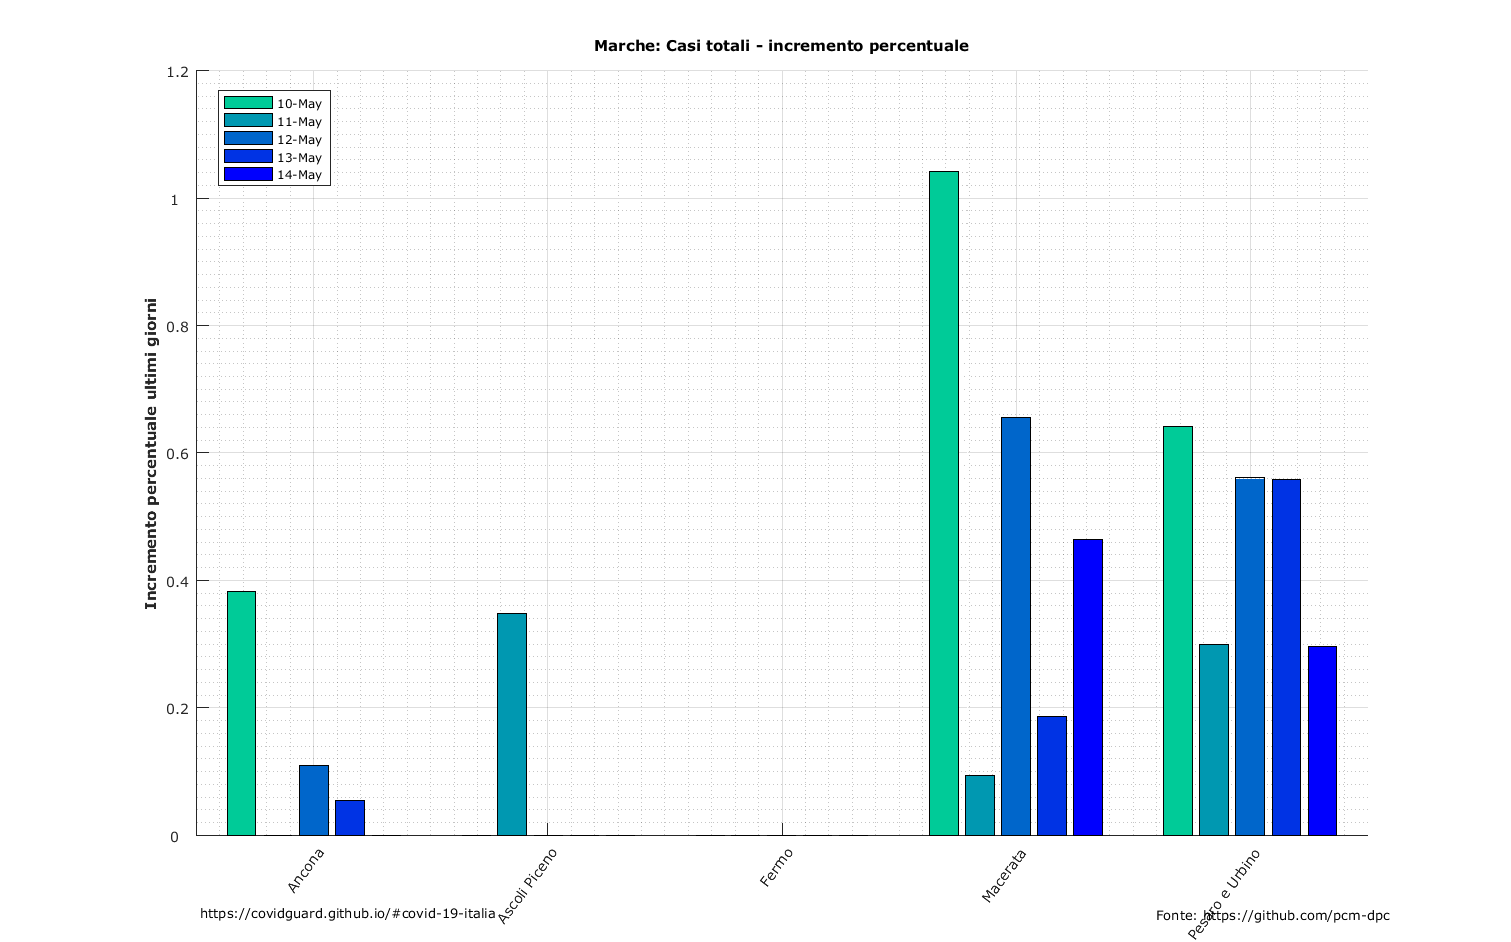 Marche: Casi totali - incremento percentuale
Incremento percentuale ultimi giorni
1.2
1
0.8
0.6
0.4
0.2
0
10-May
11-May
12-May
13-May
14-May
Ancona
Ascoli Piceno
Fermo
Macerata
Pesaro e Urbino
https://covidguard.github.io/#covid-19-italia
Fonte: https://github.com/pcm-dpc